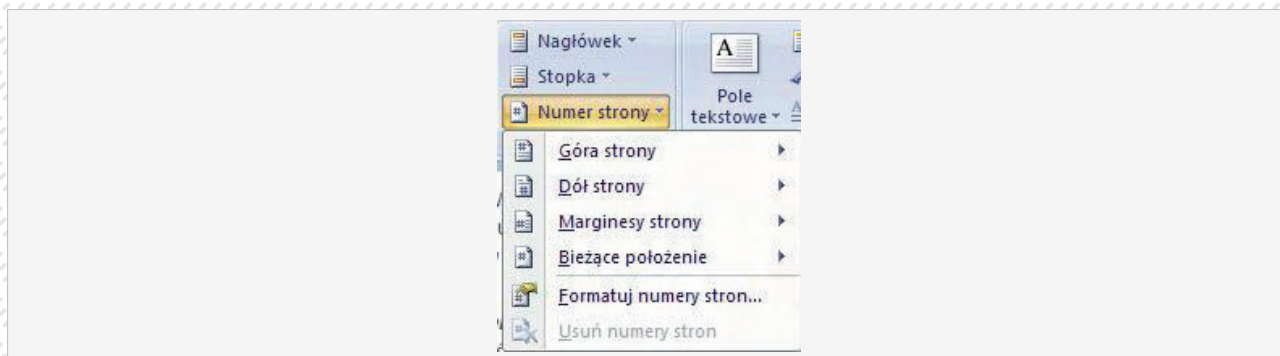 Nagłówek
Stopka
Numer strony
A
Pole
tekstowe
Góra strony
Dół strony
Marginesy strony
Bieżące położenie
Formatuj numery stron...
Usuń numery stron